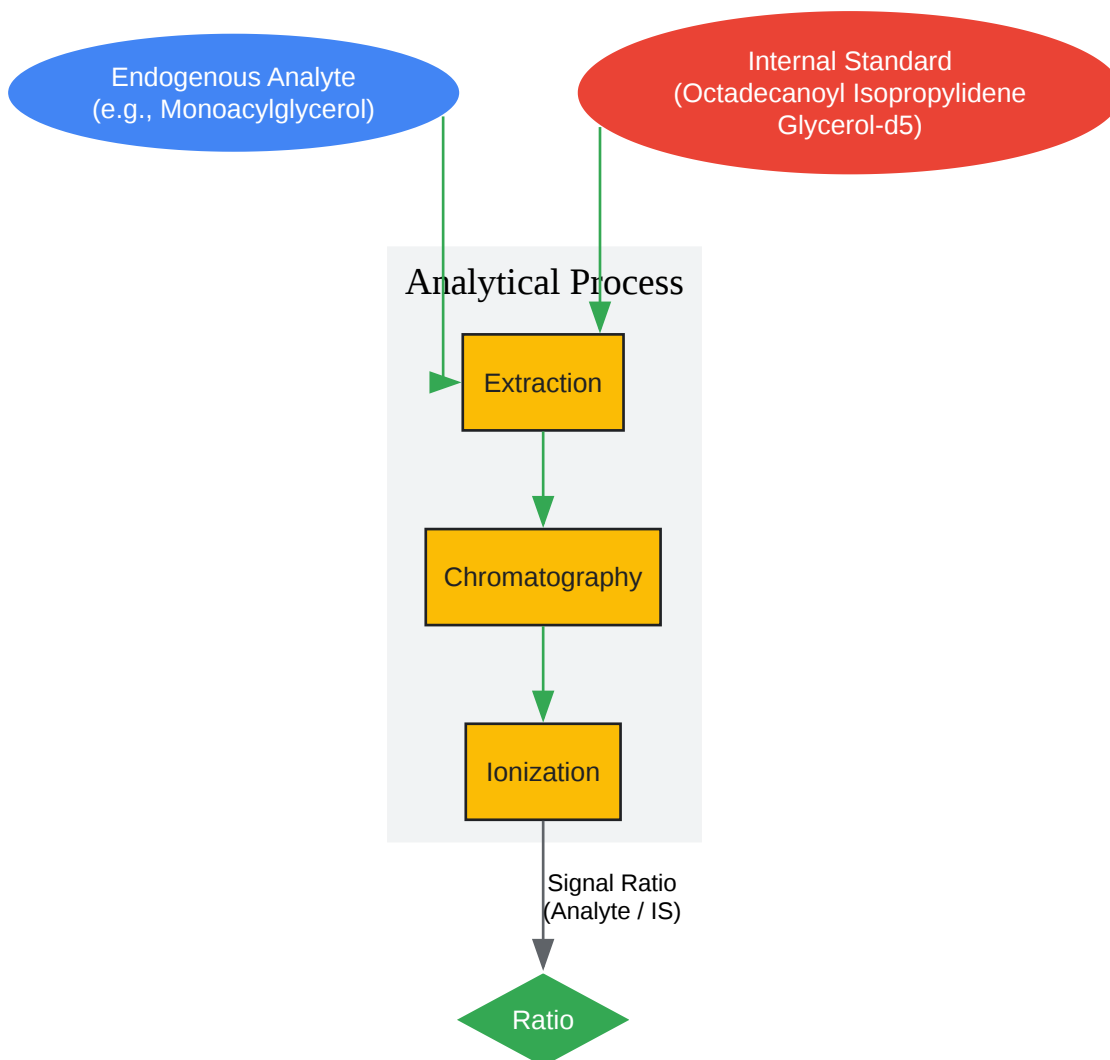 Endogenous Analyte
(e.g., Monoacylglycerol)
Internal Standard
(Octadecanoyl Isopropylidene
Glycerol-d5)
Analytical Process
Extraction
Chromatography
Ionization
Signal Ratio
(Analyte / IS)
Ratio